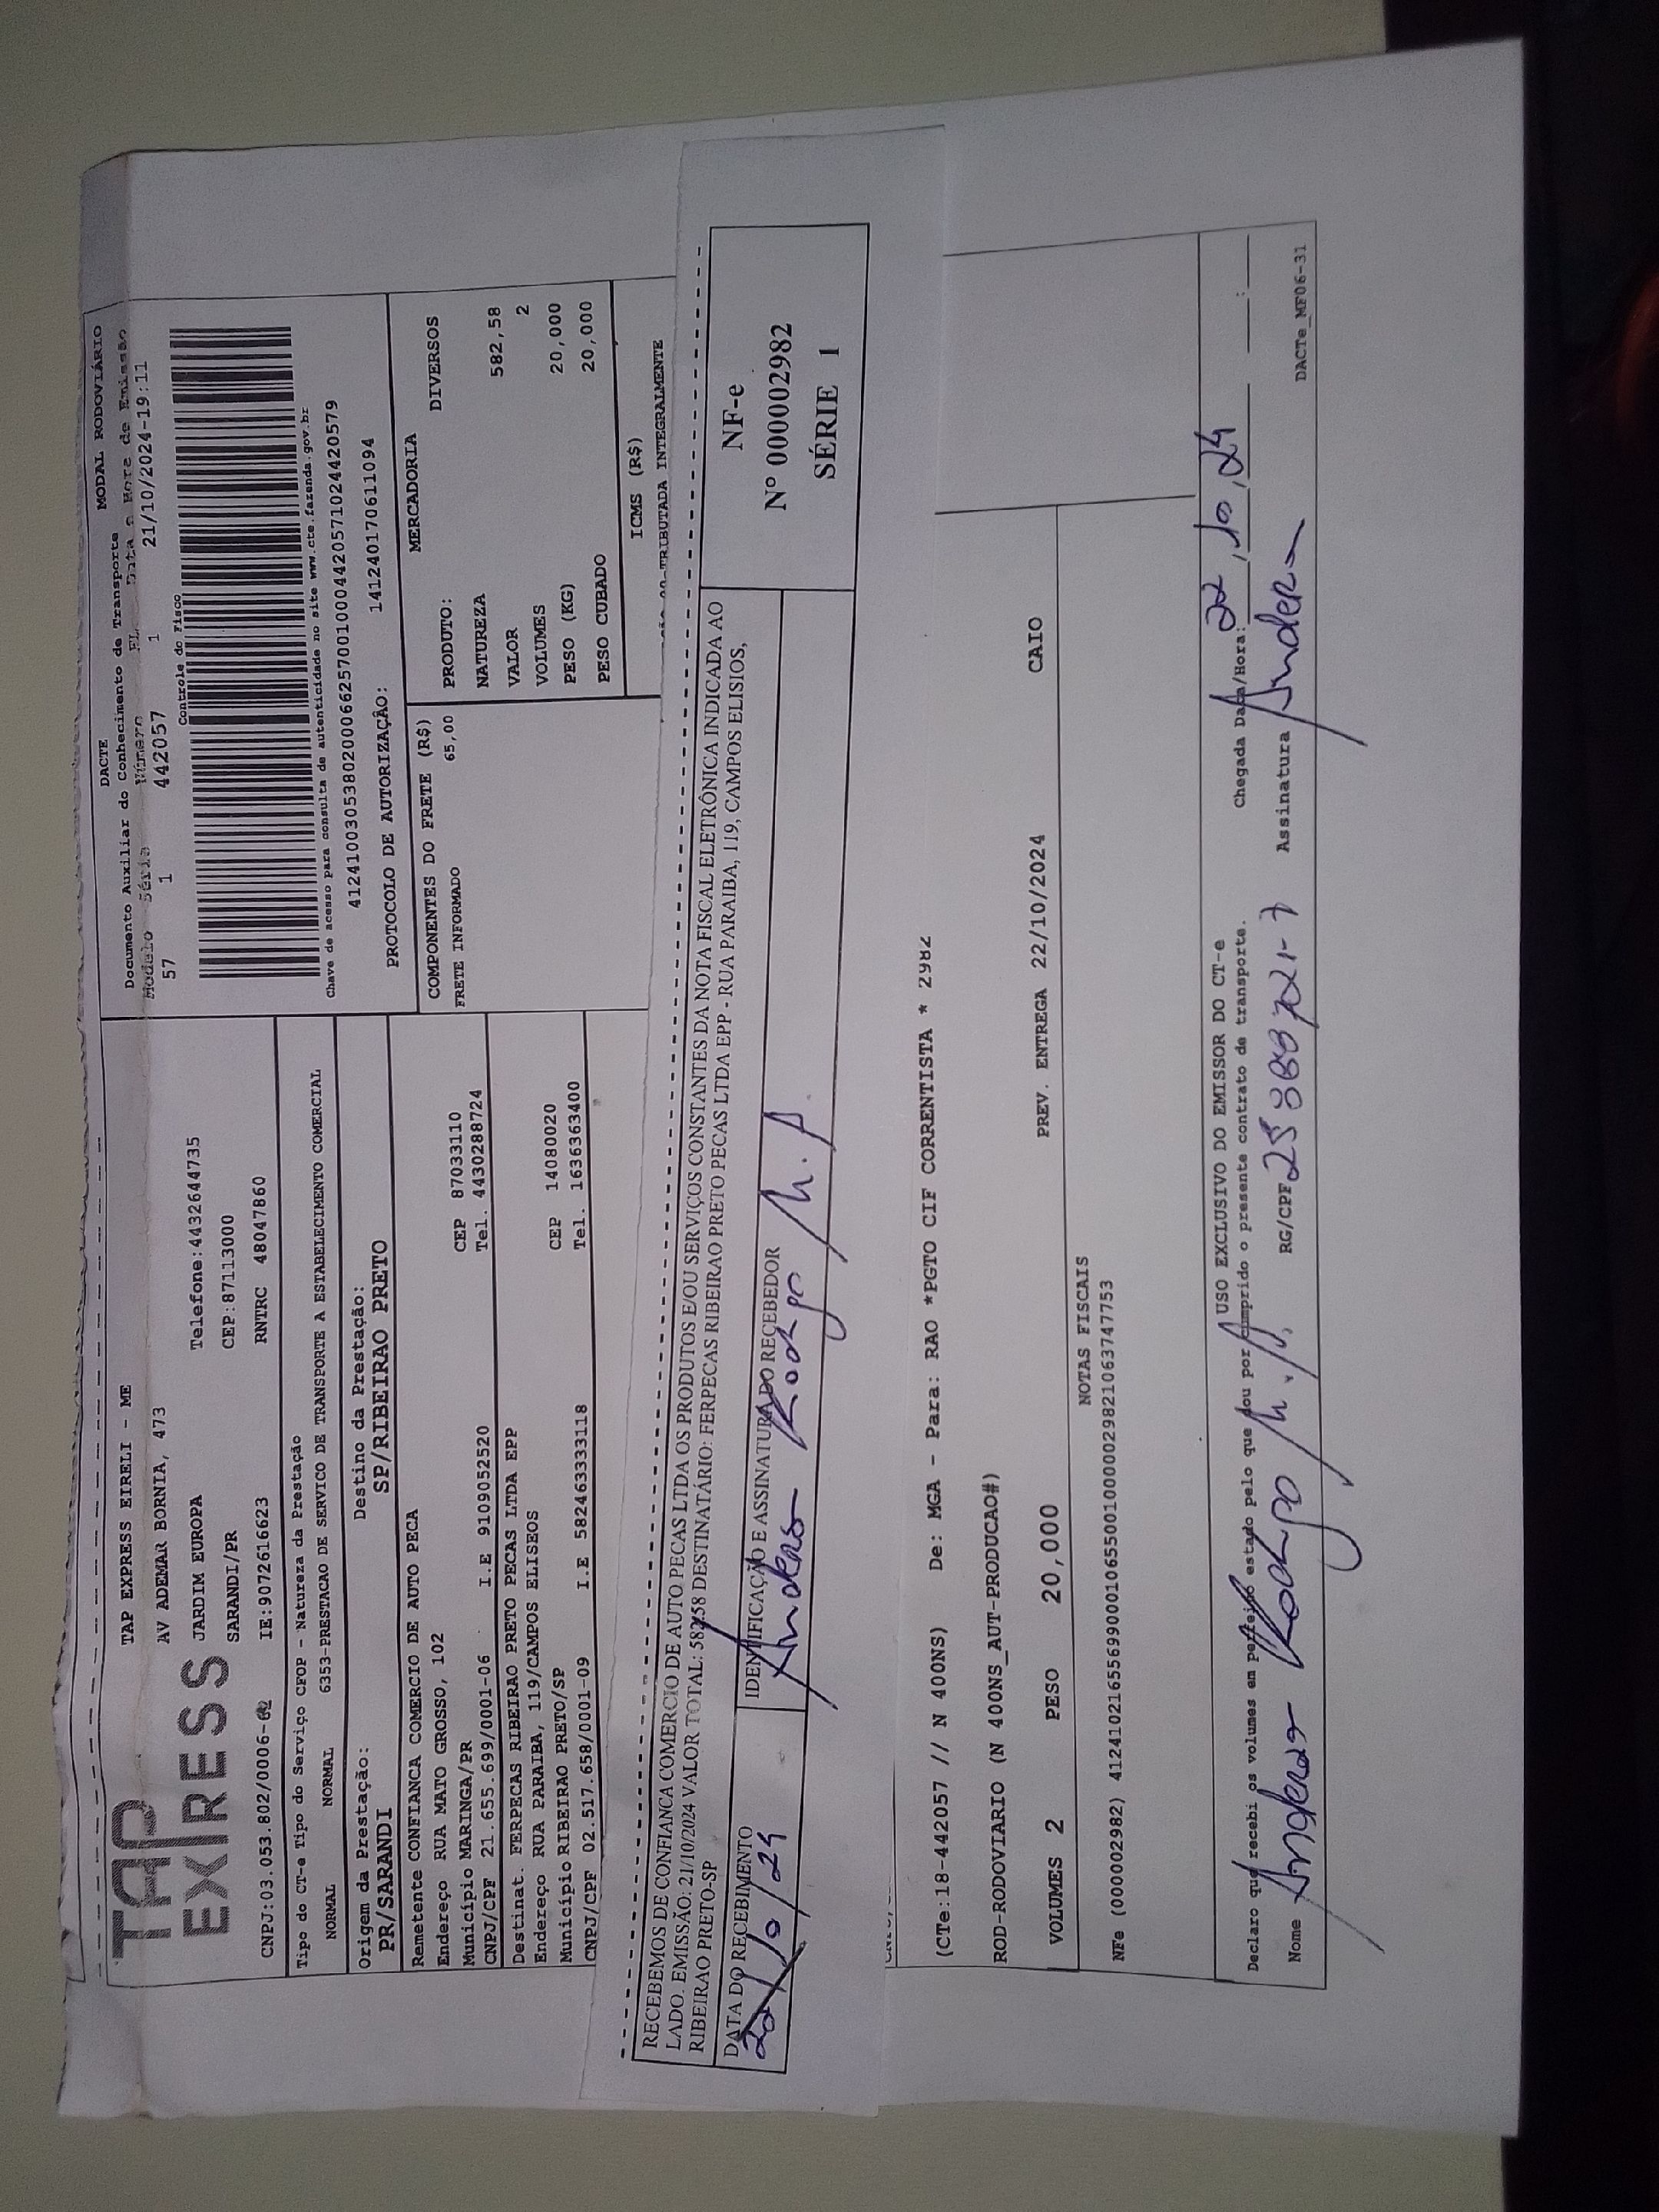 TAP
EXPRESS
TAP EXPRESS EIRELI - ME
AV ADEMAR BORNIA, 473
JARDIM EUROPA Telefone:4432644735
SARANDI/PR CEP:87113000
CNPJ:03.053.802/0006-62 IE:9072616623 RNTRC 48047860
DACTE MODAL RODOVIÁRIO
Documento Auxiliar do Conhecimento de Transporte
Modelo Série Número FL Data e Hora de Emissão
57 1 442057 1 21/10/2024-19:11
Controle do Fisco
Chave de acesso para consulta de autenticidade no site www.cte.fazenda.gov.br
41241003053802000662570010004420571024420579
PROTOCOLO DE AUTORIZAÇÃO: 141240170611094
Tipo do CT-e Tipo do Serviço CFOP - Natureza da Prestação
NORMAL NORMAL 6353-PRESTACAO DE SERVICO DE TRANSPORTE A ESTABELECIMENTO COMERCIAL
Origem da Prestação: Destino da Prestação:
PR/SARANDI SP/RIBEIRAO PRETO
Remetente CONFIANCA COMERCIO DE AUTO PECA
Endereço RUA MATO GROSSO, 102
Município MARINGA/PR CEP 87033110
CNPJ/CPF 21.655.699/0001-06 I.E 9109052520 Tel. 4430288724
Destinat. FERPECAS RIBEIRAO PRETO PECAS LTDA EPP
Endereço RUA PARAIBA, 119/CAMPOS ELISEOS
Município RIBEIRAO PRETO/SP CEP 14080020
CNPJ/CPF 02.517.658/0001-09 I.E 582463333118 Tel. 1636363400
COMPONENTES DO FRETE (R$)
FRETE INFORMADO 65,00
MERCADORIA
PRODUTO: DIVERSOS
NATUREZA
VALOR 582,58
VOLUMES 2
PESO (KG) 20,000
PESO CUBADO 20,000
ICMS (R$)
00-TRIBUTADA INTEGRALMENTE
RECEBEMOS DE CONFIANCA COMERCIO DE AUTO PECAS LTDA OS PRODUTOS E/OU SERVIÇOS CONSTANTES DA NOTA FISCAL ELETRÔNICA INDICADA AO
LADO. EMISSÃO: 21/10/2024 VALOR TOTAL: 582,58 DESTINATÁRIO: FERPECAS RIBEIRAO PRETO PECAS LTDA EPP - RUA PARAIBA, 119, CAMPOS ELISIOS,
RIBEIRAO PRETO-SP
DATA DO RECEBIMENTO IDENTIFICAÇÃO E ASSINATURA DO RECEBEDOR
22/10/24 Anderson Rodrigo M. P.
NF-e
Nº 000002982
SÉRIE 1
(CTe:18-442057 // N 400NS) De: MGA - Para: RAO *PGTO CIF CORRENTISTA * 2982
ROD-RODOVIARIO (N 400NS_AUT-PRODUCAO#)
VOLUMES 2 PESO 20,000 PREV. ENTREGA 22/10/2024 CAIO
NOTAS FISCAIS
NFe (000002982) 41241021655699000106550010000029821063747753
USO EXCLUSIVO DO EMISSOR DO CT-e
Declaro que recebi os volumes em perfeito estado pelo que dou por cumprido o presente contrato de transporte. Chegada Data/Hora: 22,10,24 :
Nome Anderson Rodrigo M. RG/CPF Assinatura Anderson
DACTe_MF06-31